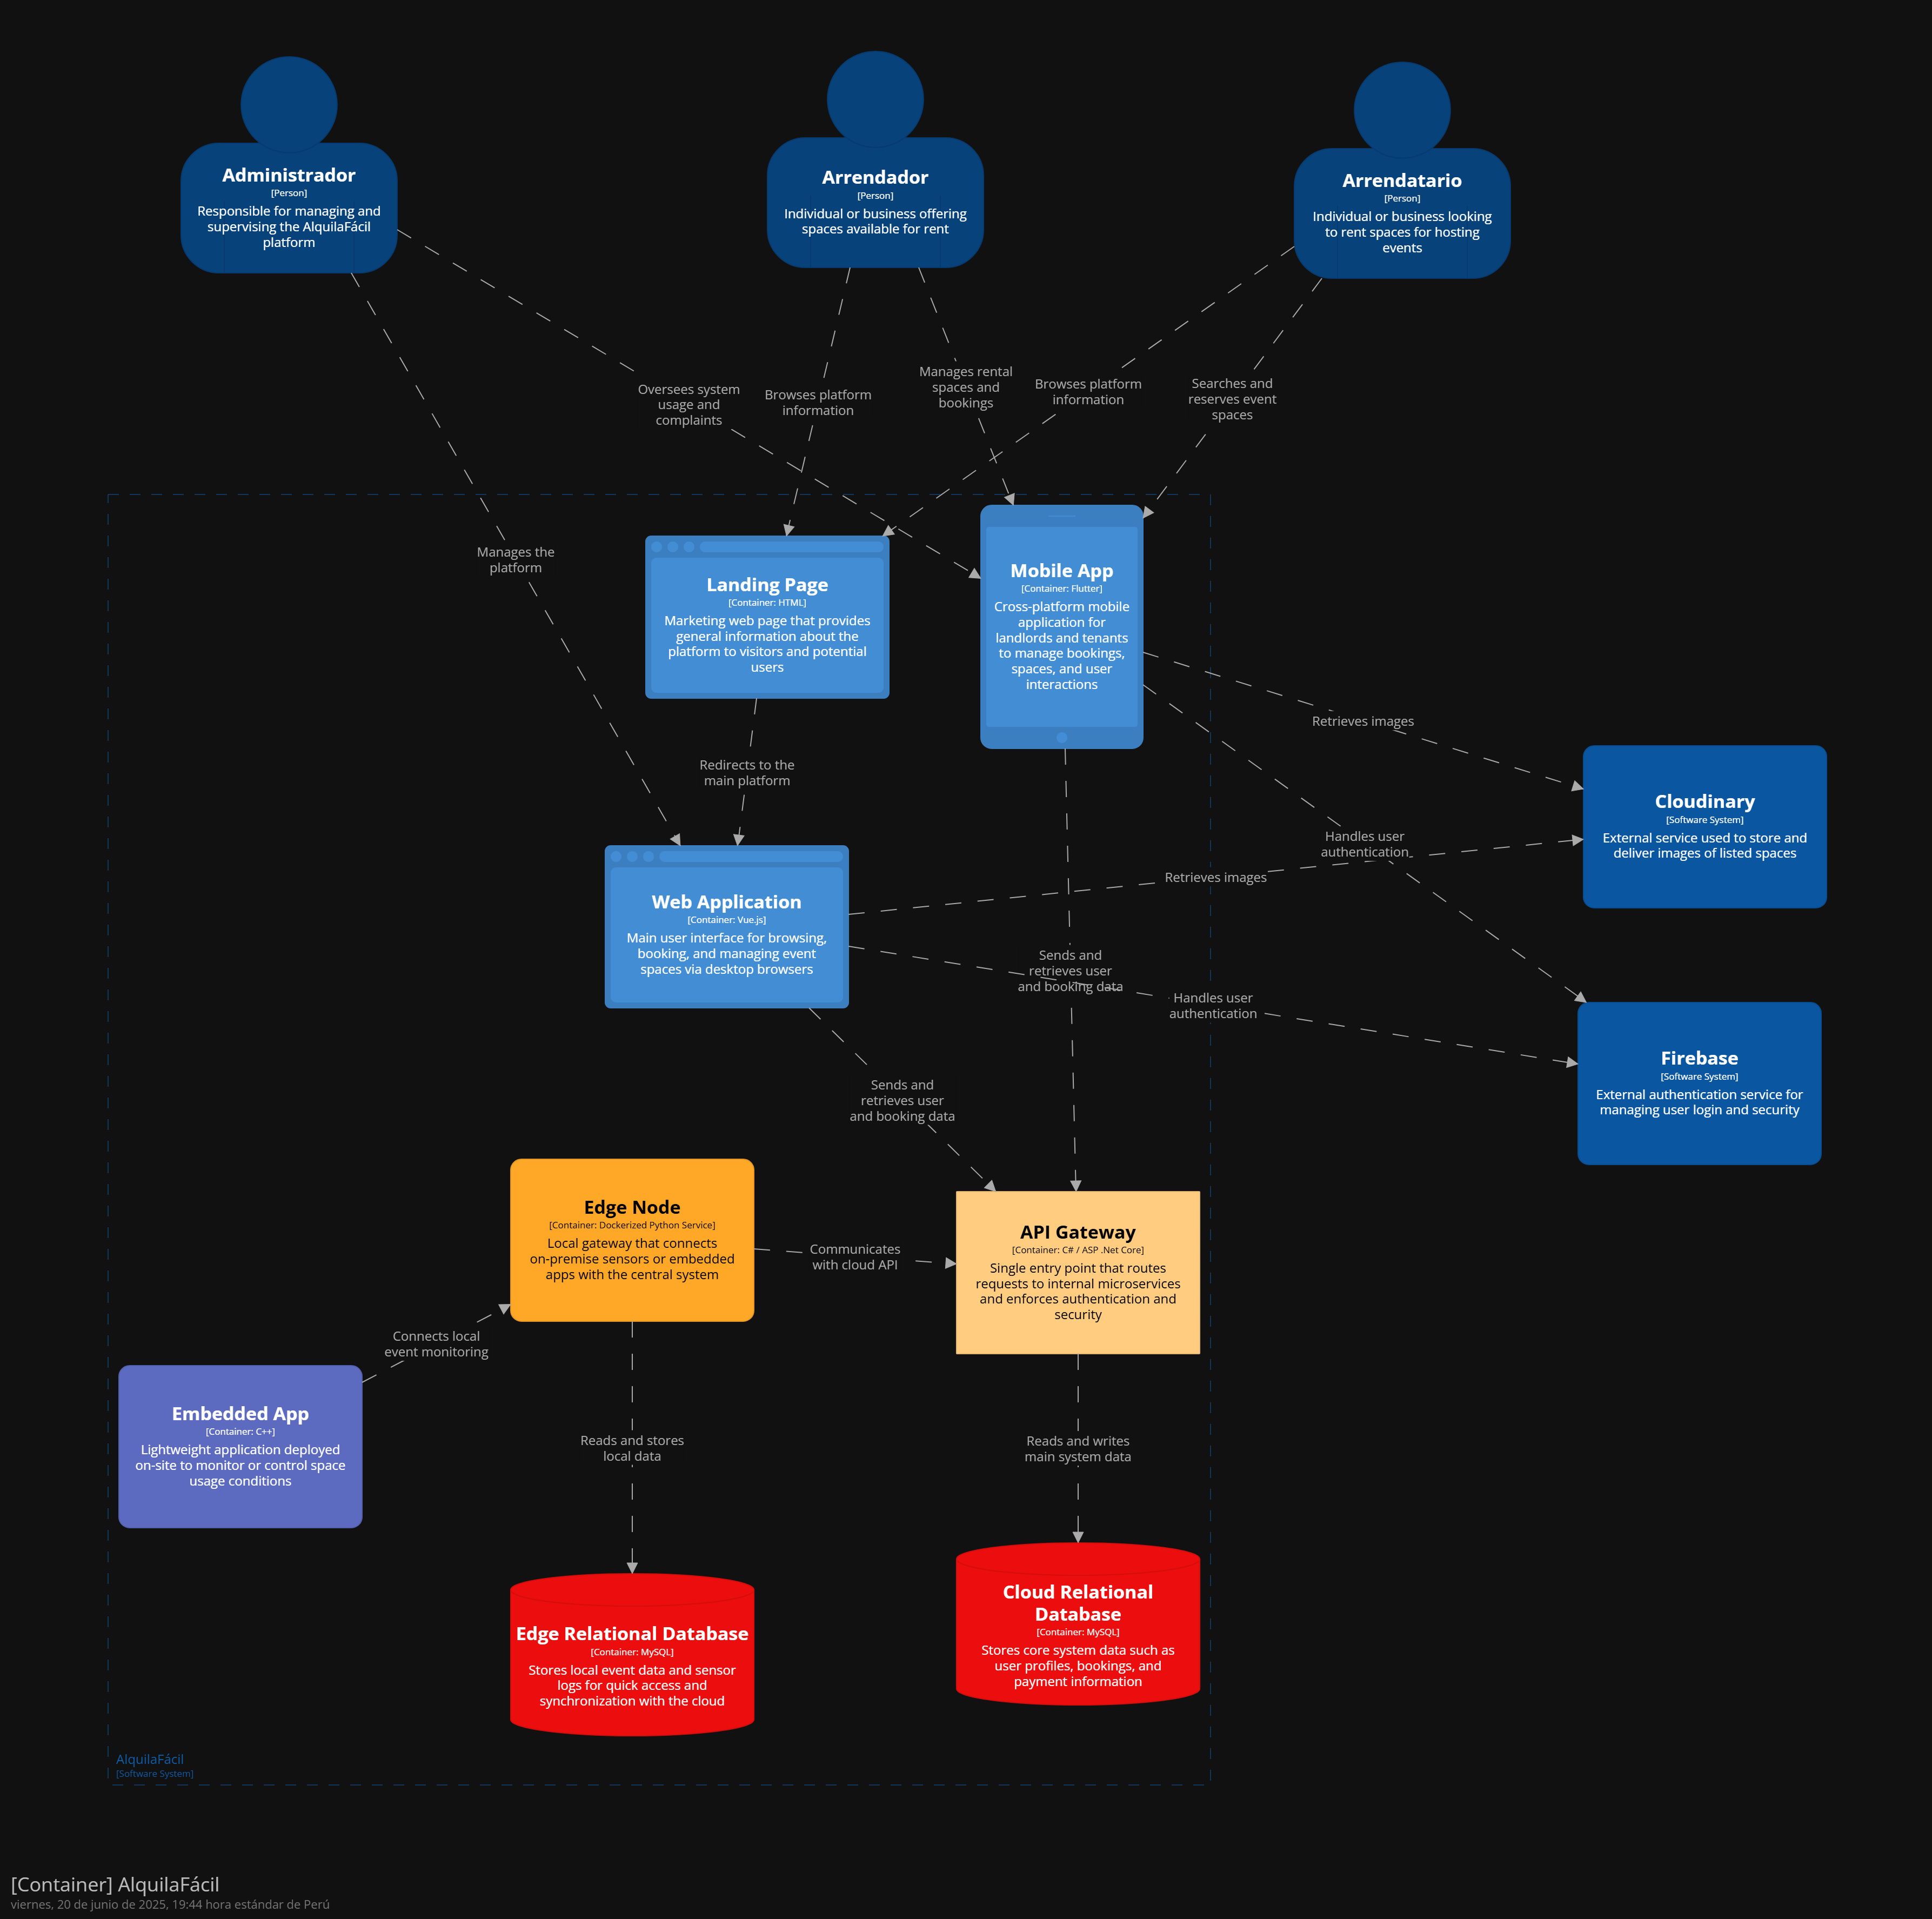 Administrador
[Person]
Responsible for managing and
supervising the AlquilaFácil
platform
Arrendador
[Person]
Individual or business offering
spaces available for rent
Arrendatario
[Person]
Individual or business looking
to rent spaces for hosting
events
Oversees system
usage and
complaints
Browses platform
information
Manages rental
spaces and
bookings
Browses platform
information
Searches and
reserves event
spaces
Manages the
platform
Landing Page
[Container: HTML]
Marketing web page that provides
general information about the
platform to visitors and potential
users
Mobile App
[Container: Flutter]
Cross-platform mobile
application for
landlords and tenants
to manage bookings,
spaces, and user
interactions
Redirects to the
main platform
Retrieves images
Cloudinary
[Software System]
External service used to store and
deliver images of listed spaces
Handles user
authentication
Retrieves images
Web Application
[Container: Vue.js]
Main user interface for browsing,
booking, and managing event
spaces via desktop browsers
Sends and
retrieves user
and booking data
Handles user
authentication
Firebase
[Software System]
External authentication service for
managing user login and security
Sends and
retrieves user
and booking data
Edge Node
[Container: Dockerized Python Service]
Local gateway that connects
on-premise sensors or embedded
apps with the central system
Communicates
with cloud API
API Gateway
[Container: C# / ASP .Net Core]
Single entry point that routes
requests to internal microservices
and enforces authentication and
security
Connects local
event monitoring
Embedded App
[Container: C++]
Lightweight application deployed
on-site to monitor or control space
usage conditions
Reads and stores
local data
Reads and writes
main system data
Edge Relational Database
[Container: MySQL]
Stores local event data and sensor
logs for quick access and
synchronization with the cloud
Cloud Relational
Database
[Container: MySQL]
Stores core system data such as
user profiles, bookings, and
payment information
AlquilaFácil
[Software System]
[Container] AlquilaFácil
viernes, 20 de junio de 2025, 19:44 hora estándar de Perú